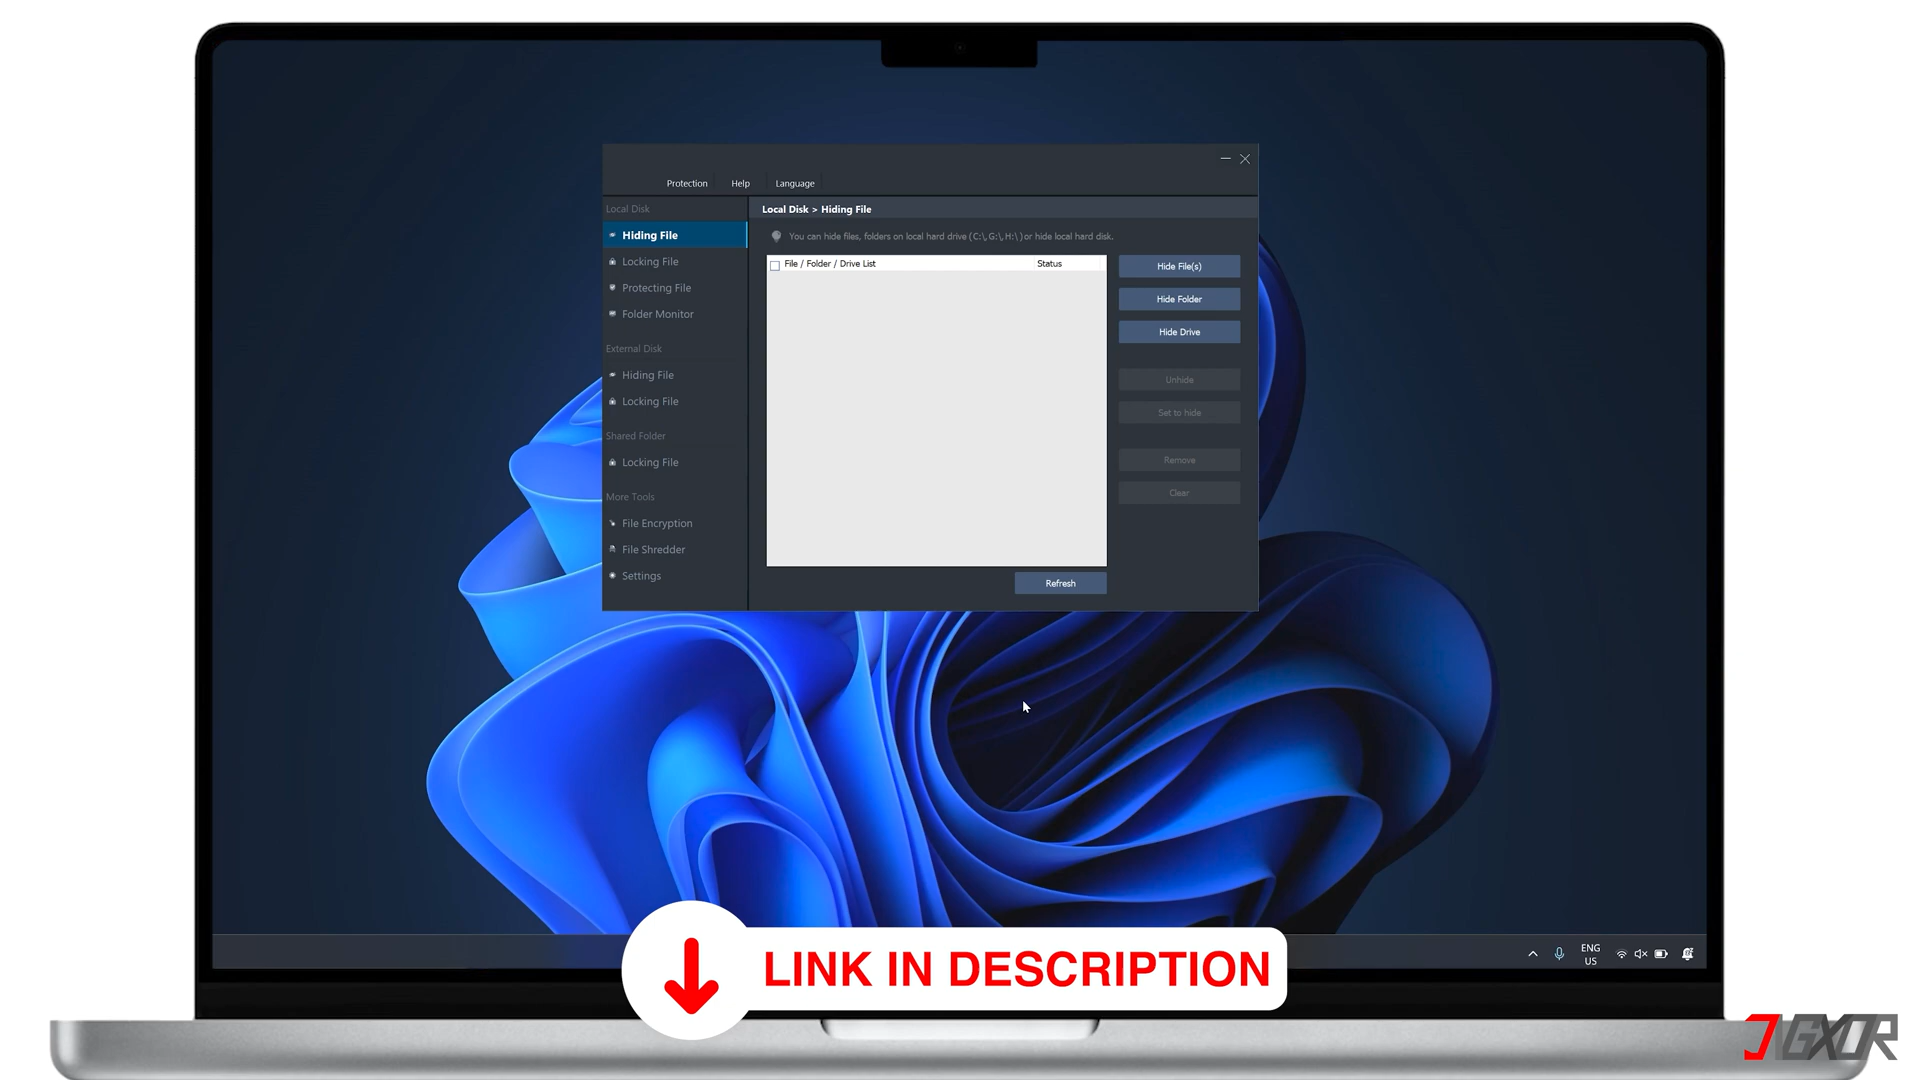 Protection Help Language
Local Disk
Hiding File
Locking File
Protecting File
Folder Monitor
External Disk
Hiding File
Locking File
Shared Folder
Locking File
More Tools
File Encryption
File Shredder
Settings
Local Disk > Hiding File
You can hide files, folders on local hard drive (C:\, G:\, H:\ ) or hide local hard disk.
File / Folder / Drive List Status
Hide File(s)
Hide Folder
Hide Drive
Unhide
Set to hide
Remove
Clear
Refresh
ENG
US
LINK IN DESCRIPTION
JIGXOR